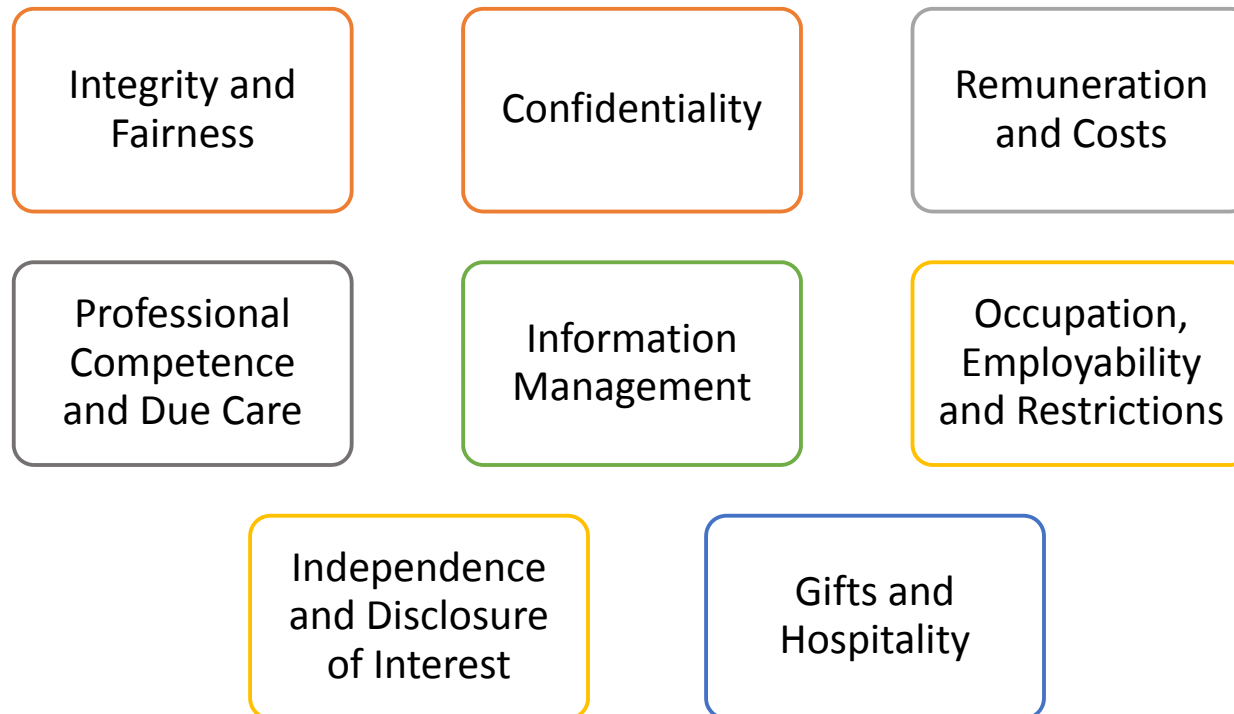 Integrity and
Fairness
Confidentiality
Remuneration
and Costs
Professional
Competence
and Due Care
Information
Management
Occupation,
Employability
and Restrictions
Independence
and Disclosure
of Interest
Gifts and
Hospitality